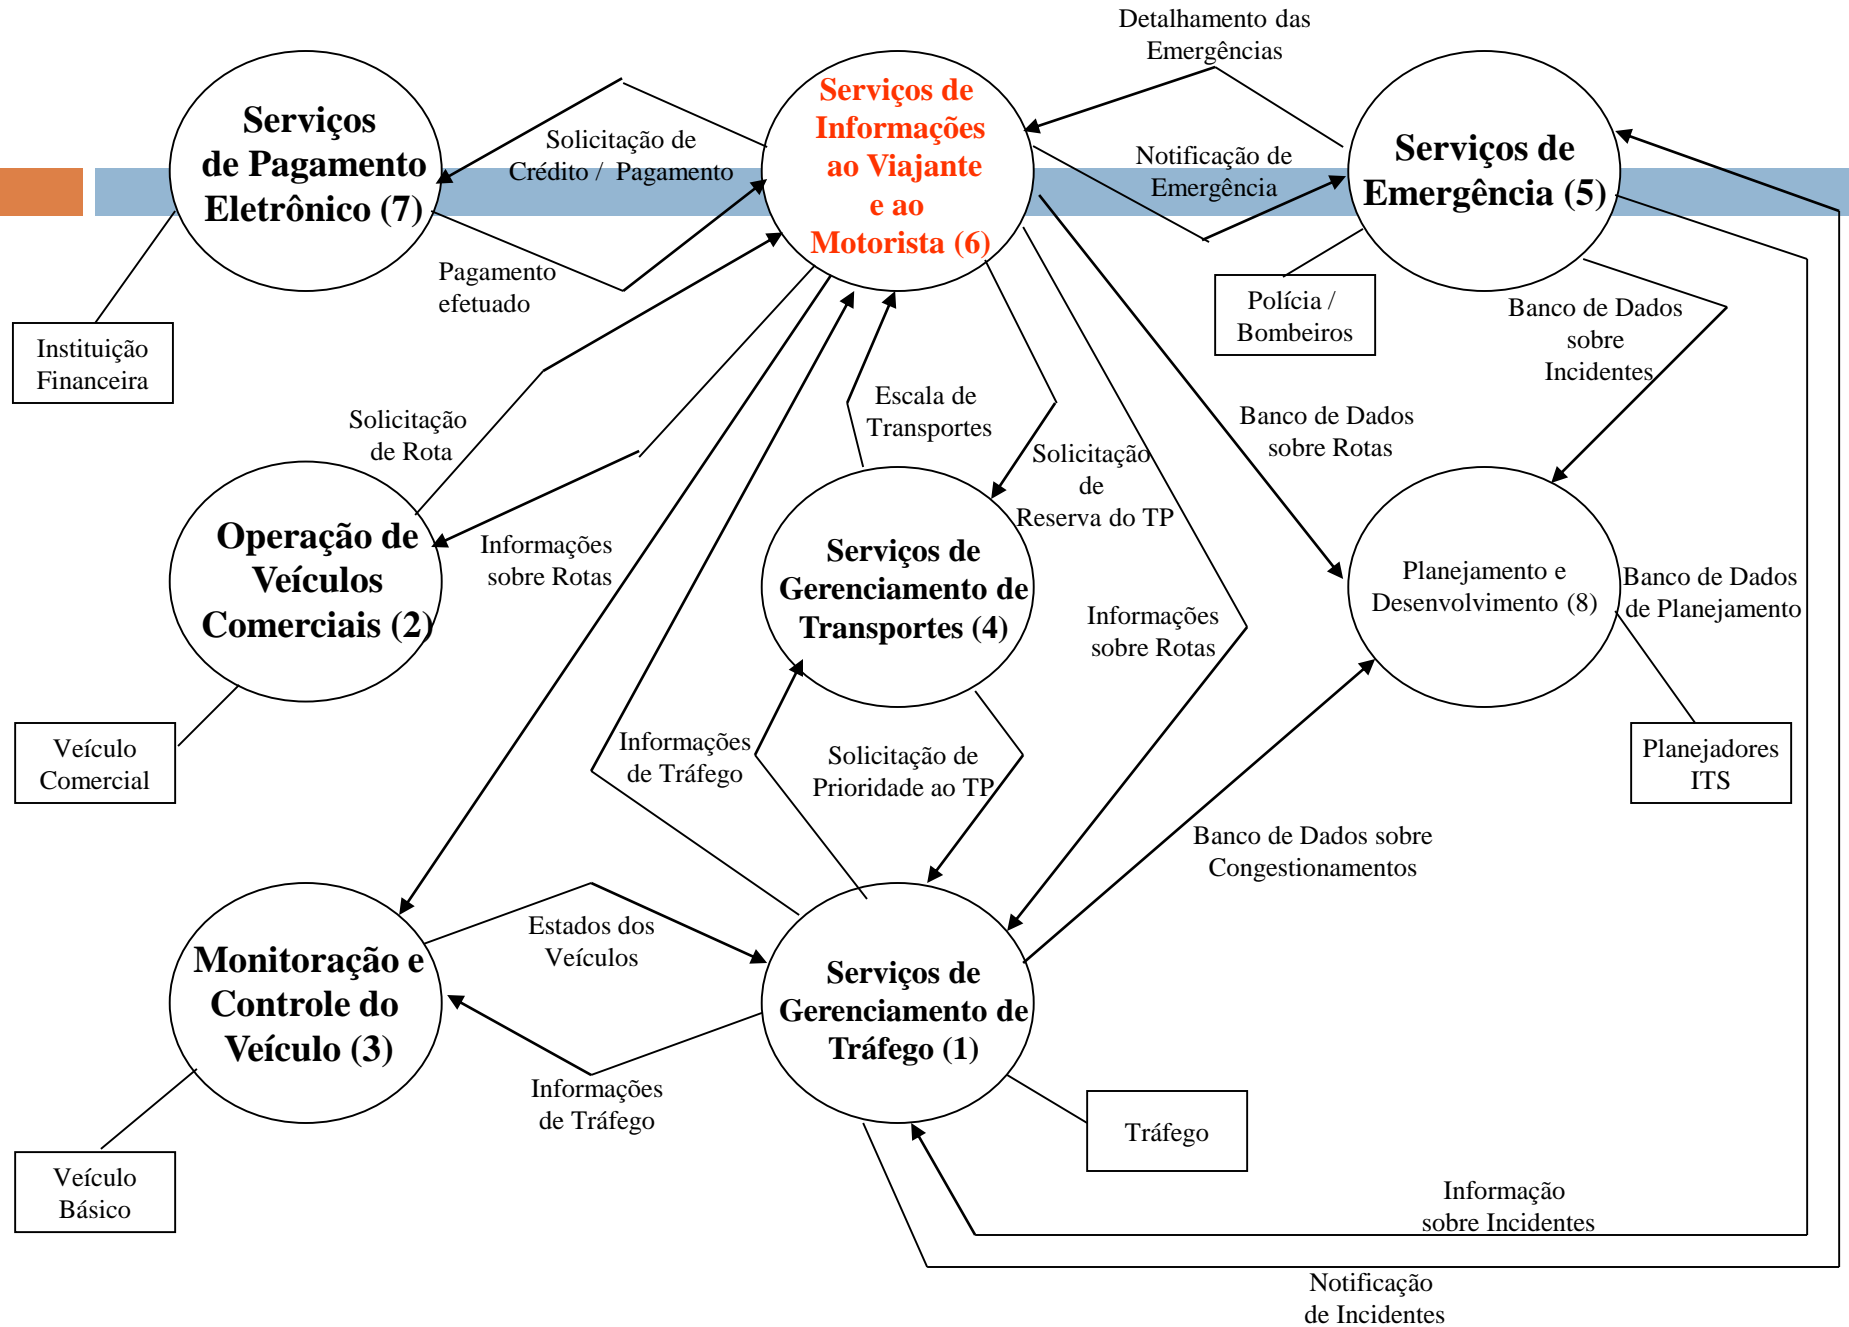 Detalhamento das
Emergências
Serviços
de Pagamento
Eletrônico (7)
Solicitação de
Crédito / Pagamento
Serviços de
Informações
ao Viajante
e ao
Motorista (6)
Notificação de
Emergência
Serviços de
Emergência (5)
Pagamento
efetuado
Polícia /
Bombeiros
Banco de Dados
sobre
Incidentes
Instituição
Financeira
Solicitação
de Rota
Escala de
Transportes
Banco de Dados
sobre Rotas
Solicitação
de
Reserva do TP
Operação de
Veículos
Comerciais (2)
Informações
sobre Rotas
Serviços de
Gerenciamento de
Transportes (4)
Informações
sobre Rotas
Planejamento e
Desenvolvimento (8)
Banco de Dados
de Planejamento
Veículo
Comercial
Informações
de Tráfego
Solicitação de
Prioridade ao TP
Planejadores
ITS
Banco de Dados sobre
Congestionamentos
Monitoração e
Controle do
Veículo (3)
Estados dos
Veículos
Serviços de
Gerenciamento de
Tráfego (1)
Informações
de Tráfego
Tráfego
Veículo
Básico
Informação
sobre Incidentes
Notificação
de Incidentes